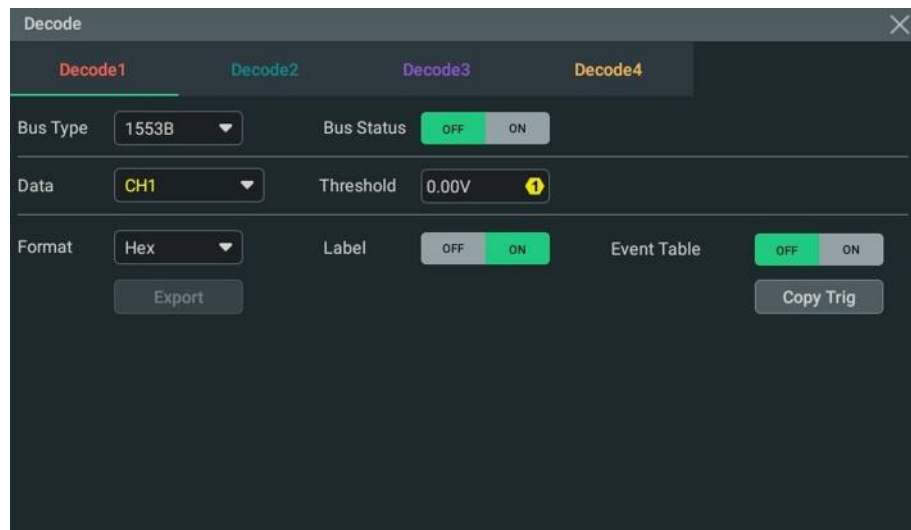 Decode
Decode1 Decode2 Decode3 Decode4
Bus Type 1553B Bus Status OFF ON
Data CH1 Threshold 0.00V 1
Format Hex Label OFF ON Event Table OFF ON
Export Copy Trig